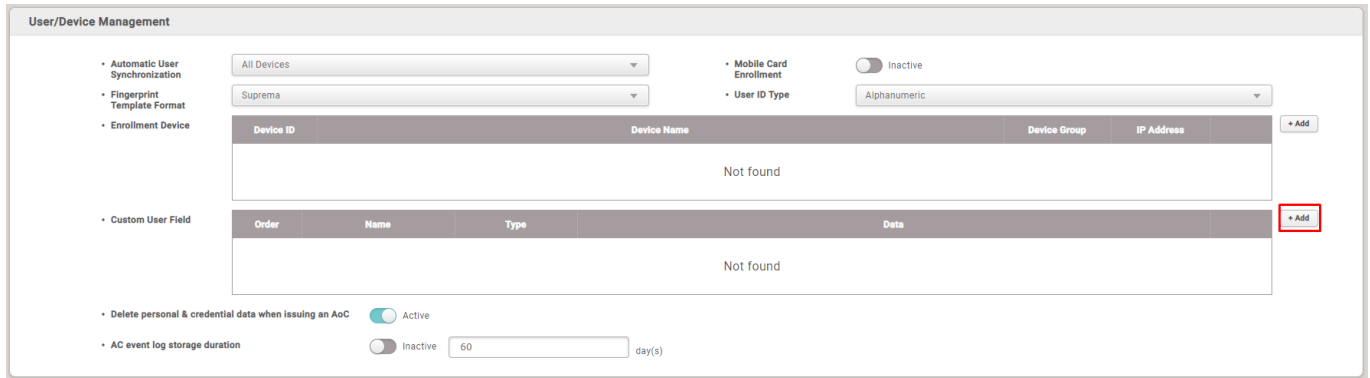 User/Device Management
• Automatic User Synchronization
All Devices
• Mobile Card Enrollment
Inactive
• Fingerprint Template Format
Suprema
• User ID Type
Alphanumeric
• Enrollment Device
Device ID Device Name Device Group IP Address
+ Add
Not found
• Custom User Field
Order Name Type Data
+ Add
Not found
• Delete personal & credential data when issuing an AoC
Active
• AC event log storage duration
Inactive
60
day(s)